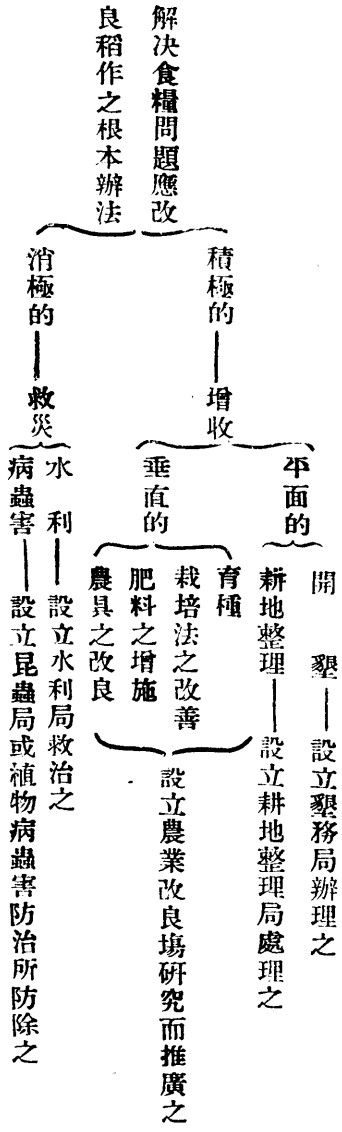 解決食糧問題應改
良稻作之根本辦法
積極的——增收
平面的
開墾——設立墾務局辦理之
耕地整理——設立耕地整理局處理之
垂直的
育種
栽培法之改善
肥料之增施
農具之改良
設立農業改良塲研究而推廣之
消極的——救災
水利——設立水利局救治之
病蟲害——設立昆蟲局或植物病蟲害防治所防除之